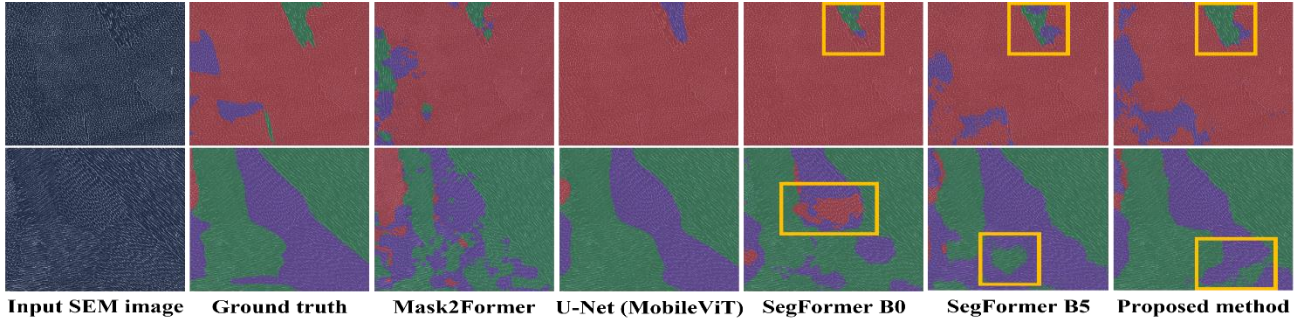 Input SEM image Ground truth Mask2Former U-Net (MobileViT) SegFormer B0 SegFormer B5 Proposed method